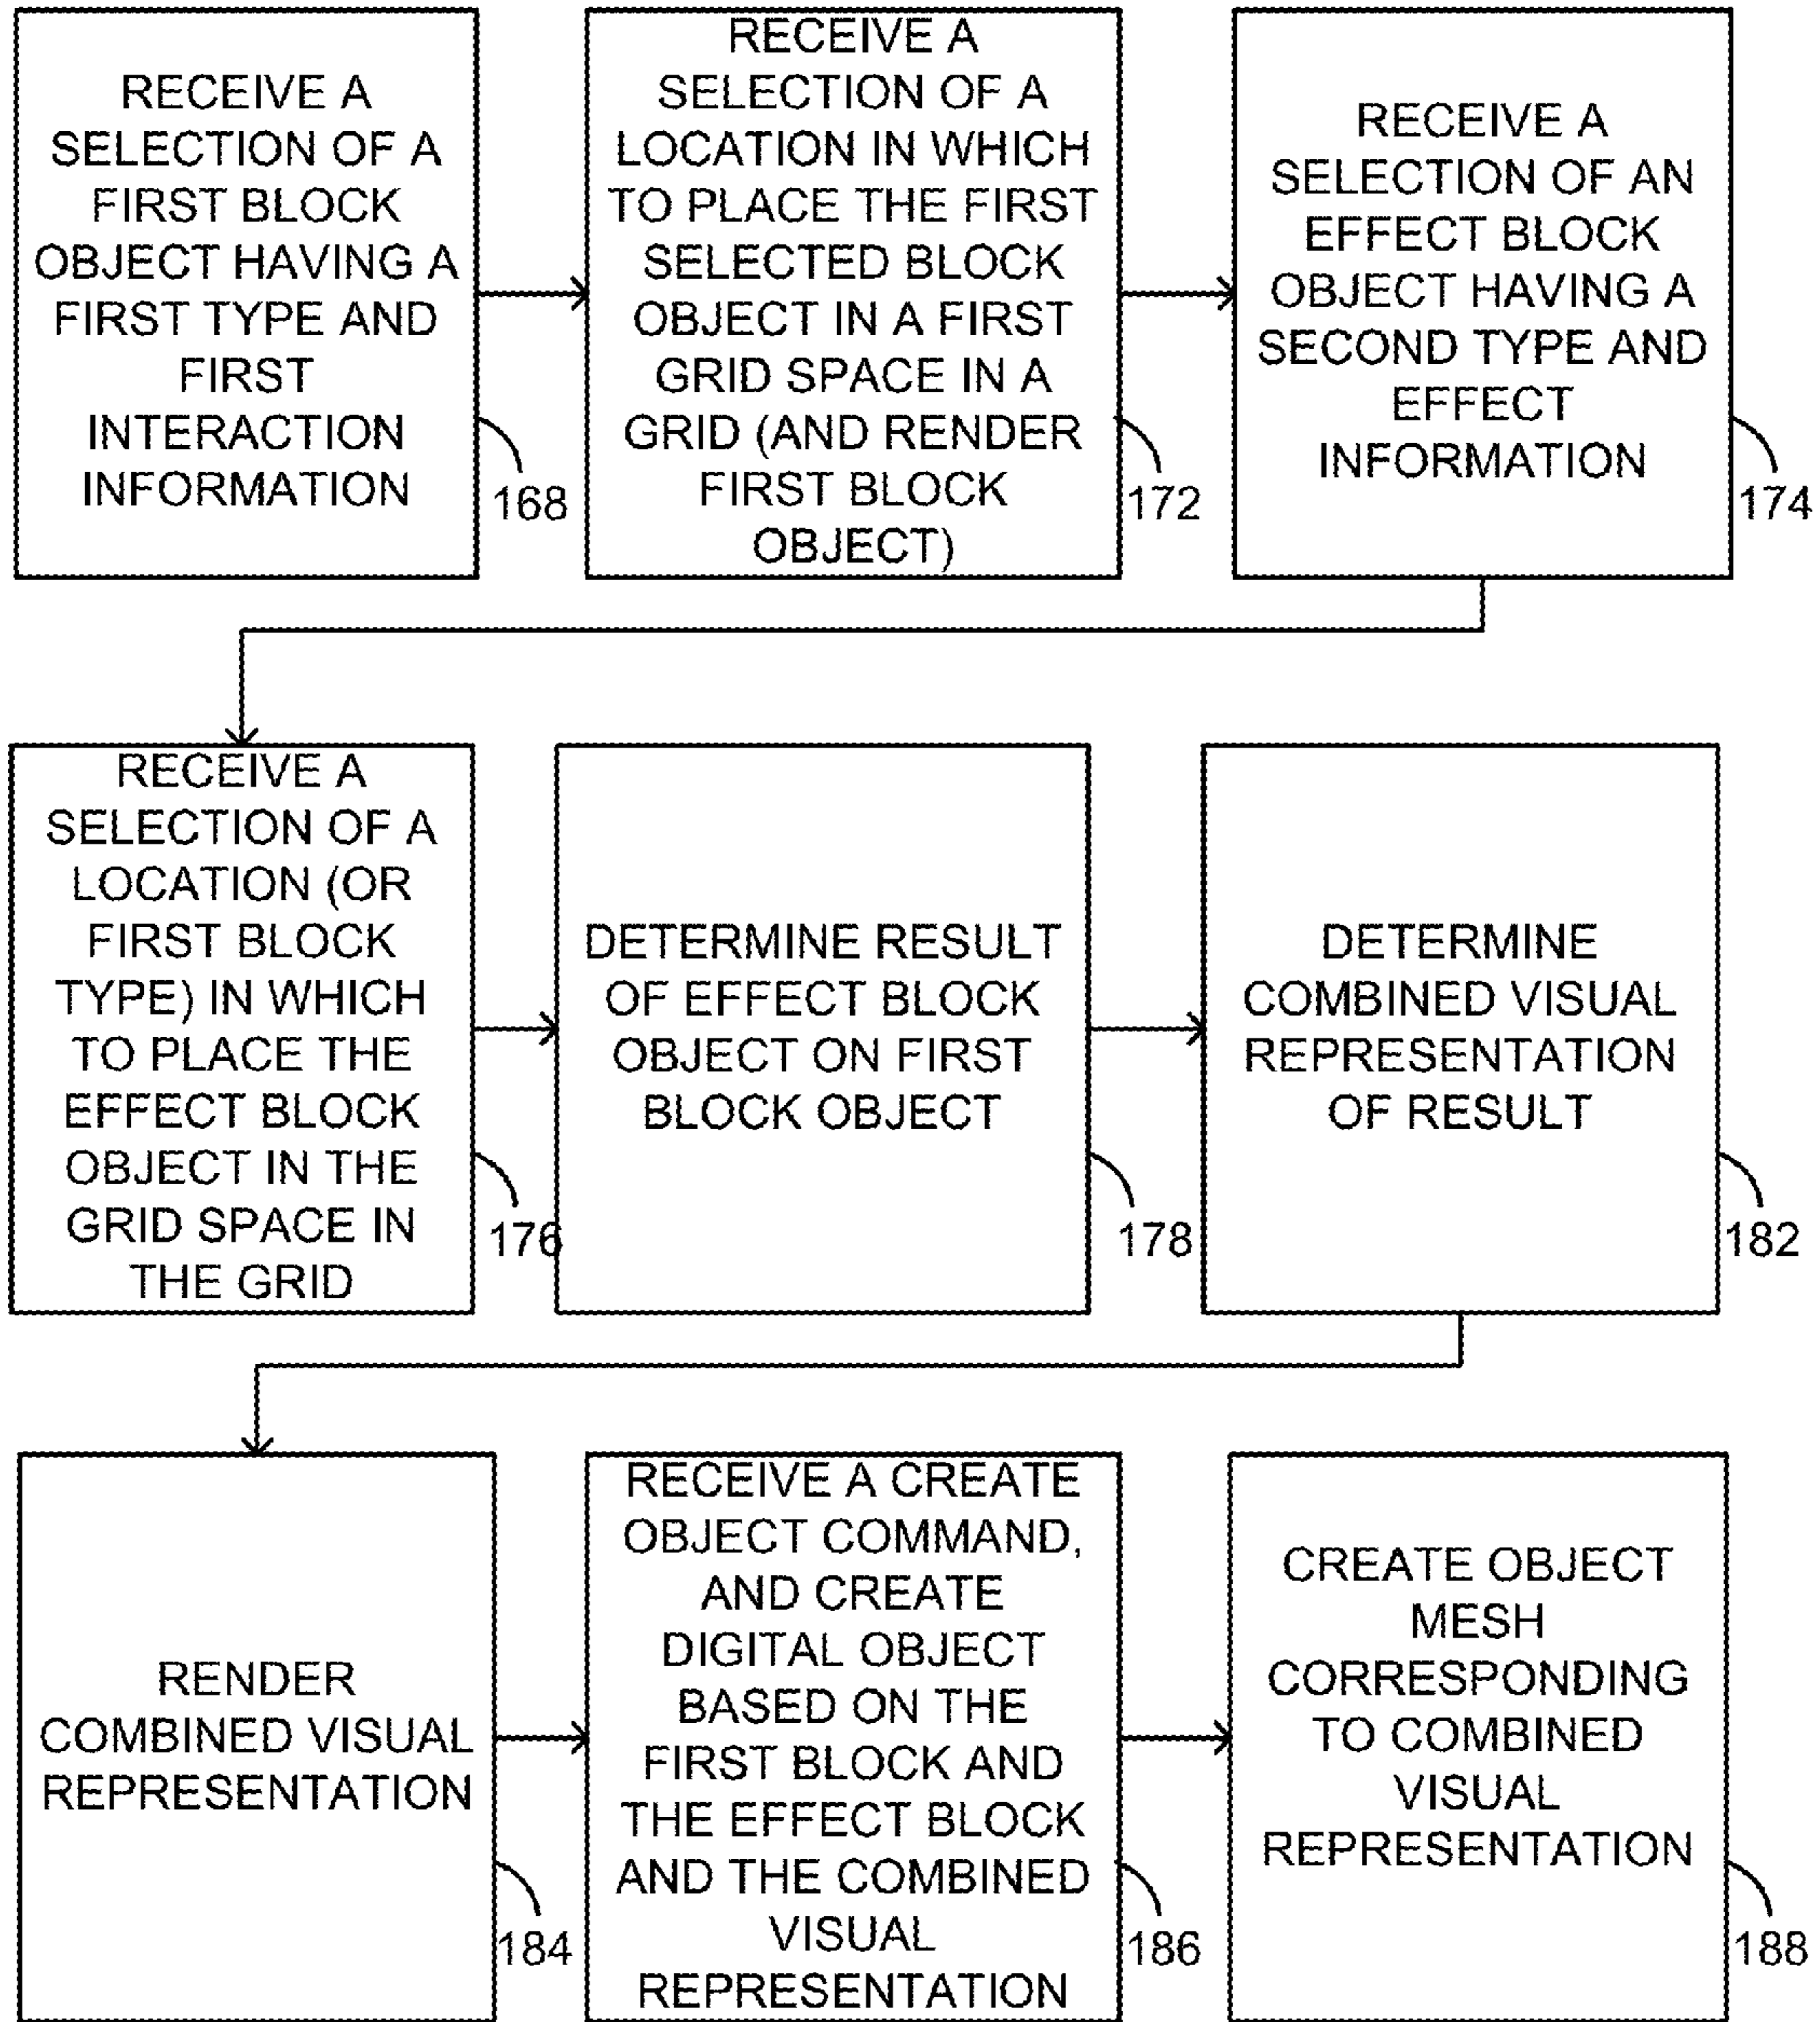 RECEIVE A
SELECTION OF A
FIRST BLOCK
OBJECT HAVING A
FIRST TYPE AND
FIRST
INTERACTION
INFORMATION
168
RECEIVE A
SELECTION OF A
LOCATION IN WHICH
TO PLACE THE FIRST
SELECTED BLOCK
OBJECT IN A FIRST
GRID SPACE IN A
GRID (AND RENDER
FIRST BLOCK
OBJECT)
172
RECEIVE A
SELECTION OF AN
EFFECT BLOCK
OBJECT HAVING A
SECOND TYPE AND
EFFECT
INFORMATION
174
RECEIVE A
SELECTION OF A
LOCATION (OR
FIRST BLOCK
TYPE) IN WHICH
TO PLACE THE
EFFECT BLOCK
OBJECT IN THE
GRID SPACE IN
THE GRID
176
DETERMINE RESULT
OF EFFECT BLOCK
OBJECT ON FIRST
BLOCK OBJECT
178
DETERMINE
COMBINED VISUAL
REPRESENTATION
OF RESULT
182
RENDER
COMBINED VISUAL
REPRESENTATION
184
RECEIVE A CREATE
OBJECT COMMAND,
AND CREATE
DIGITAL OBJECT
BASED ON THE
FIRST BLOCK AND
THE EFFECT BLOCK
AND THE COMBINED
VISUAL
REPRESENTATION
186
CREATE OBJECT
MESH
CORRESPONDING
TO COMBINED
VISUAL
REPRESENTATION
188